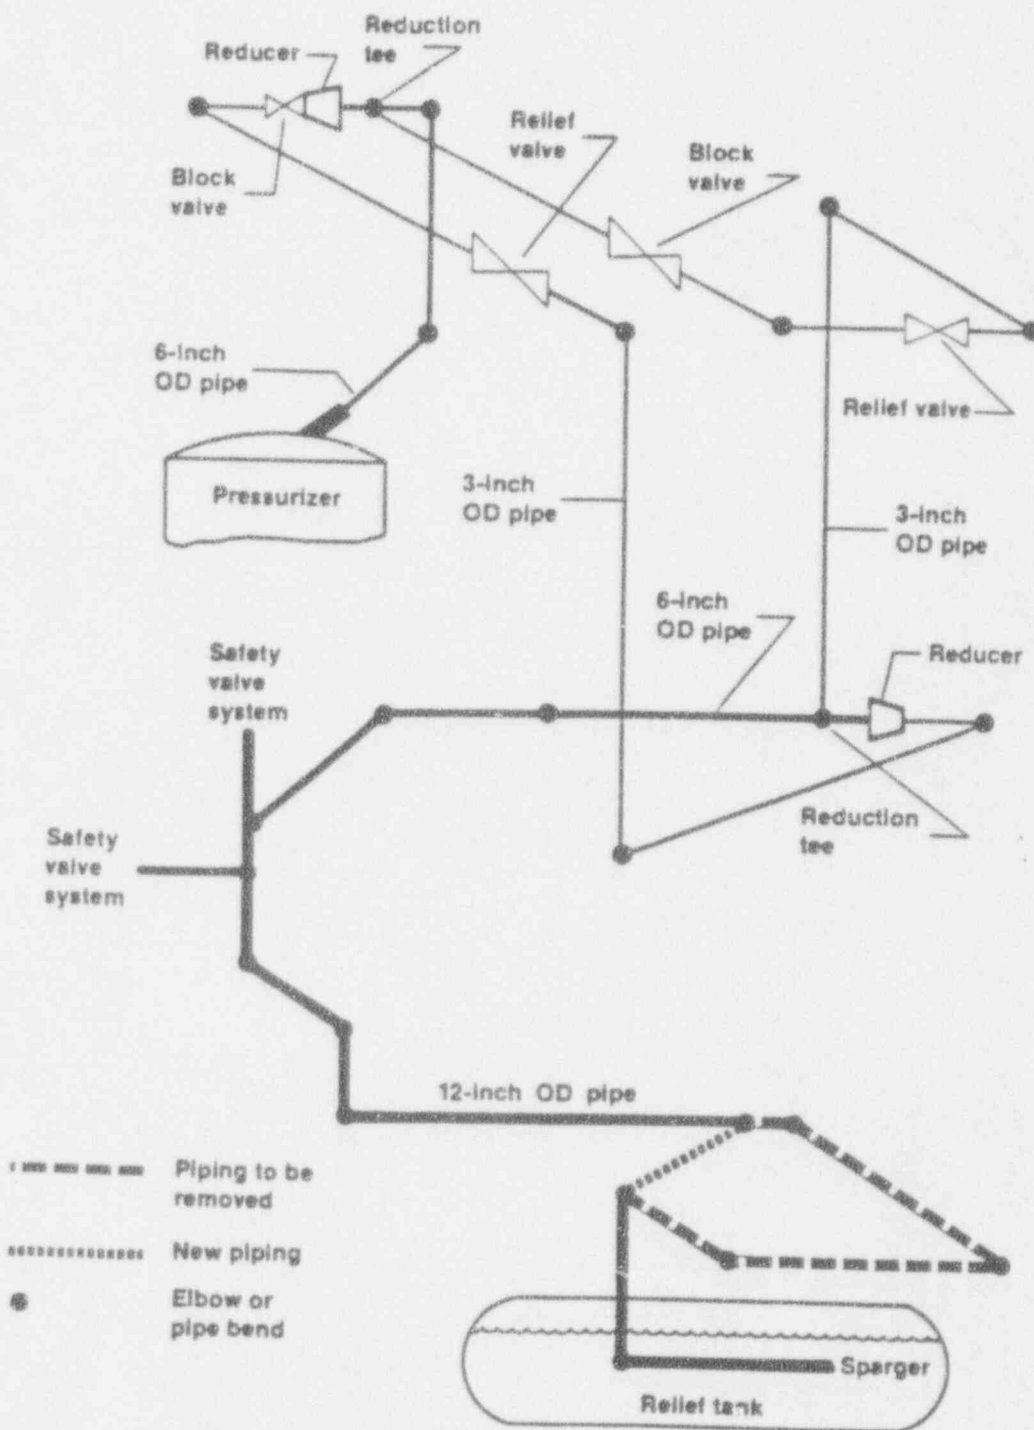 Reduction
tee
Reducer
Relief
valve
Block
valve
Block
valve
6-inch
OD pipe
Relief valve
Pressurizer
3-inch
OD pipe
3-inch
OD pipe
6-inch
OD pipe
Reducer
Safety
valve
system
Reduction
tee
Safety
valve
system
12-inch OD pipe
Piping to be
removed
New piping
Elbow or
pipe bend
Sparger
Relief tank